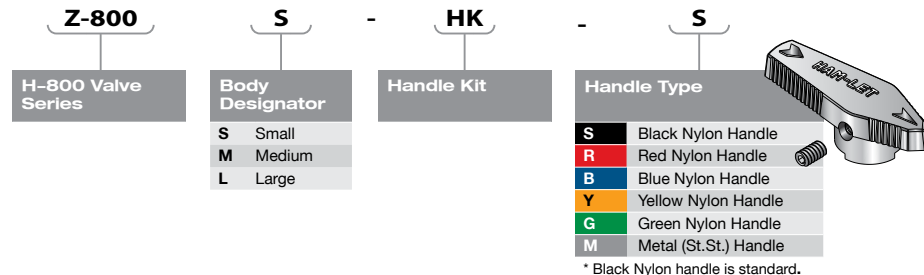 Z-800 S - HK - S
H-800 Valve Series
Body Designator
S Small
M Medium
L Large
Handle Kit
Handle Type
S Black Nylon Handle
R Red Nylon Handle
B Blue Nylon Handle
Y Yellow Nylon Handle
G Green Nylon Handle
M Metal (St.St.) Handle
* Black Nylon handle is standard.
HAM-LET